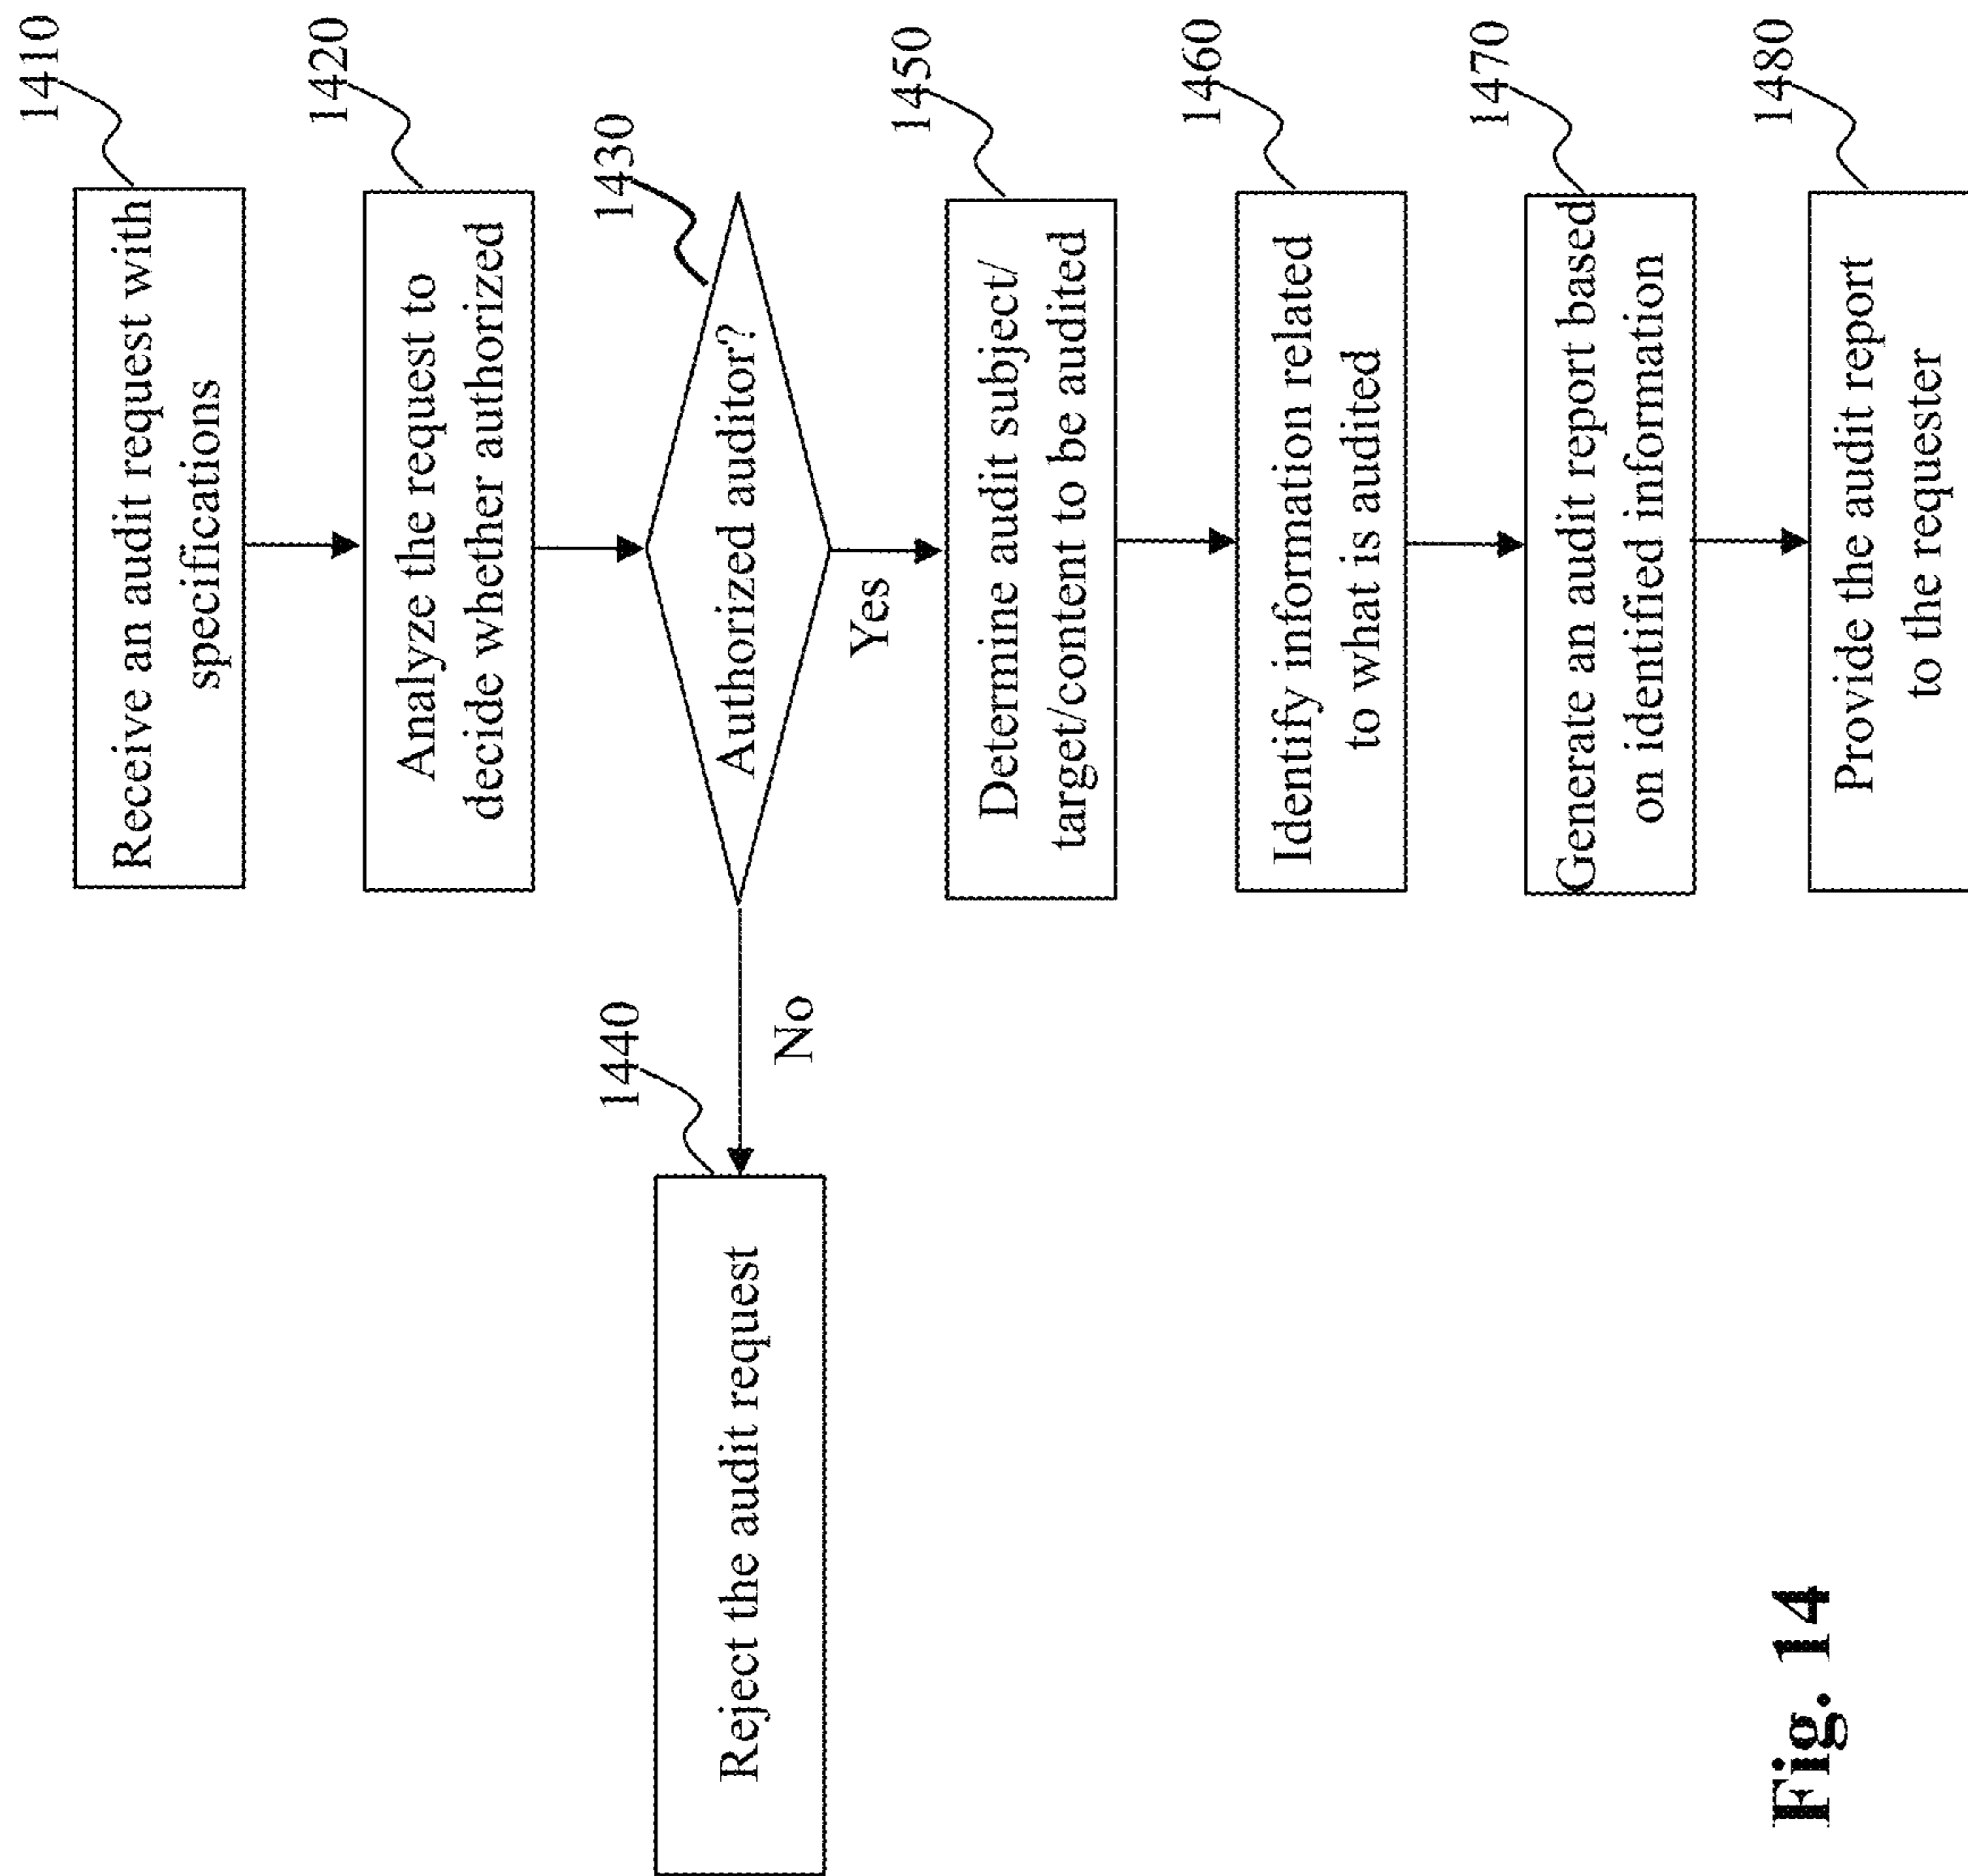 1410
Receive an audit request with
specifications
1420
Analyze the request to
decide whether authorized
1430
Authorized auditor?
1440
No
Reject the audit request
Yes
1450
Determine audit subject/
target/content to be audited
1460
Identify information related
to what is audited
1470
Generate an audit report based
on identified information
1480
Provide the audit report
to the requester
Fig. 14